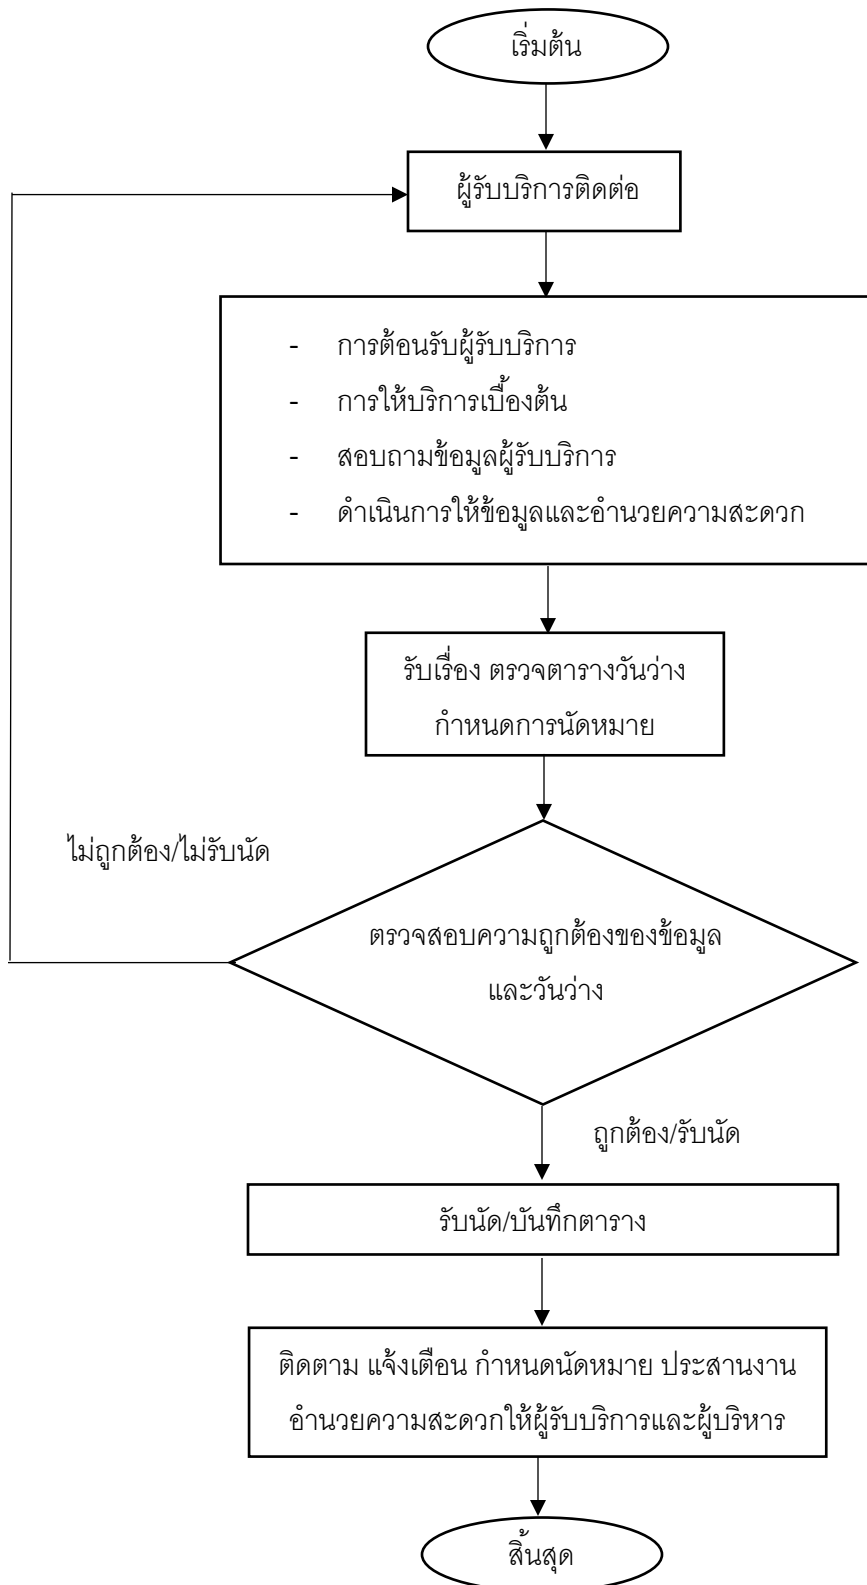 เริ่มต้น
ผู้รับบริการติดต่อ
- การต้อนรับผู้รับบริการ
- การให้บริการเบื้องต้น
- สอบถามข้อมูลผู้รับบริการ
- ดำเนินการให้ข้อมูลและอำนวยความสะดวก
รับเรื่อง ตรวจตารางวันว่าง
กำหนดการนัดหมาย
ไม่ถูกต้อง/ไม่รับนัด
ตรวจสอบความถูกต้องของข้อมูล
และวันว่าง
ถูกต้อง/รับนัด
รับนัด/บันทึกตาราง
ติดตาม แจ้งเตือน กำหนดนัดหมาย ประสานงาน
อำนวยความสะดวกให้ผู้รับบริการและผู้บริหาร
สิ้นสุด